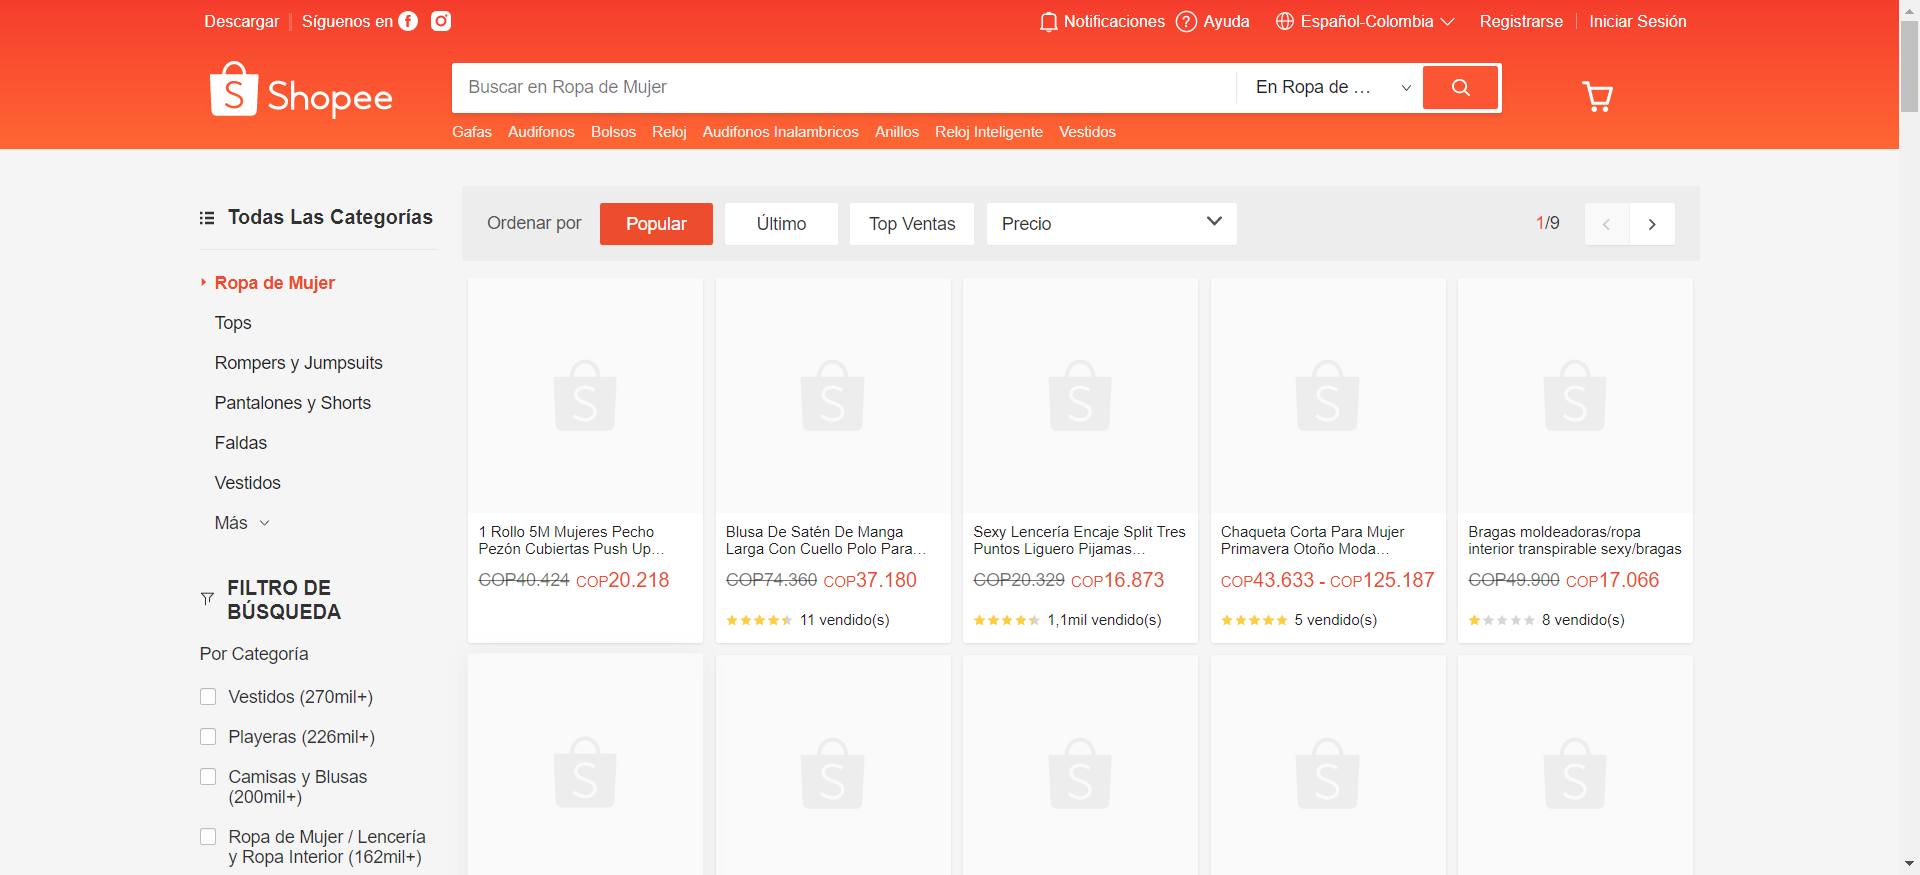 Descargar
Síguenos en
Notificaciones
Ayuda
Español-Colombia
Registrarse
Iniciar Sesión
Shopee
Buscar en Ropa de Mujer
En Ropa de ...
Gafas Audifonos Bolsos Reloj Audifonos Inalambricos Anillos Reloj Inteligente Vestidos
Todas Las Categorías
Ropa de Mujer
Tops
Rompers y Jumpsuits
Pantalones y Shorts
Faldas
Vestidos
Más
FILTRO DE
BÚSQUEDA
Por Categoría
Vestidos (270mil+)
Playeras (226mil+)
Camisas y Blusas
(200mil+)
Ropa de Mujer / Lencería
y Ropa Interior (162mil+)
Ordenar por
Popular
Último
Top Ventas
Precio
1/9
1 Rollo 5M Mujeres Pecho
Pezón Cubiertas Push Up...
COP40.424 COP20.218
Blusa De Satén De Manga
Larga Con Cuello Polo Para...
COP74.360 COP37.180
11 vendido(s)
Sexy Lencería Encaje Split Tres
Puntos Liguero Pijamas...
COP20.329 COP16.873
1,1mil vendido(s)
Chaqueta Corta Para Mujer
Primavera Otoño Moda...
COP43.633 - COP125.187
5 vendido(s)
Bragas moldeadoras/ropa
interior transpirable sexy/bragas
COP49.900 COP17.066
8 vendido(s)